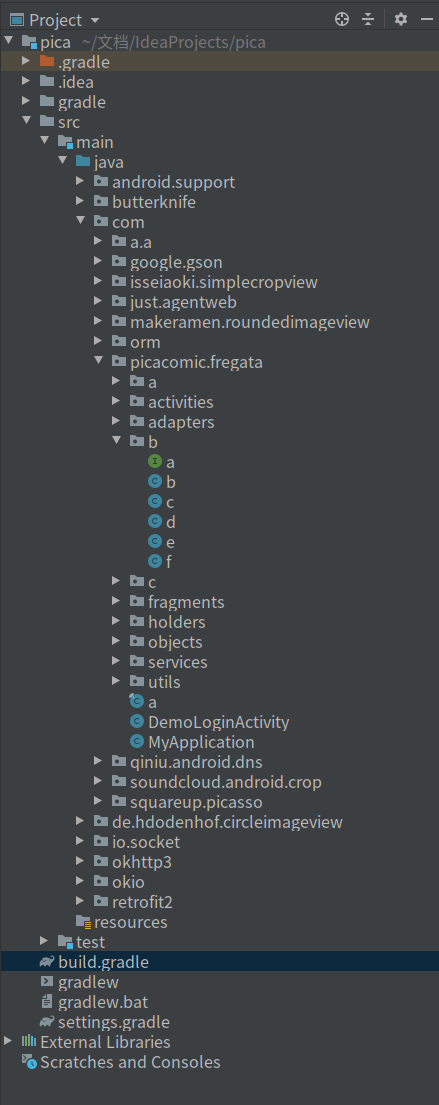 Project
pica ~/文档/IdeaProjects/pica
.gradle
.idea
gradle
src
main
java
android.support
butterknife
com
a.a
google.gson
isseiaoki.simplecropview
just.agentweb
makeramen.roundedimageview
orm
picacomic.fregata
a
activities
adapters
b
a
b
c
d
e
f
c
fragments
holders
objects
services
utils
a
DemoLoginActivity
MyApplication
qiniu.android.dns
soundcloud.android.crop
squareup.picasso
de.hdodenhof.circleimageview
io.socket
okhttp3
okio
retrofit2
resources
test
build.gradle
gradlew
gradlew.bat
settings.gradle
External Libraries
Scratches and Consoles